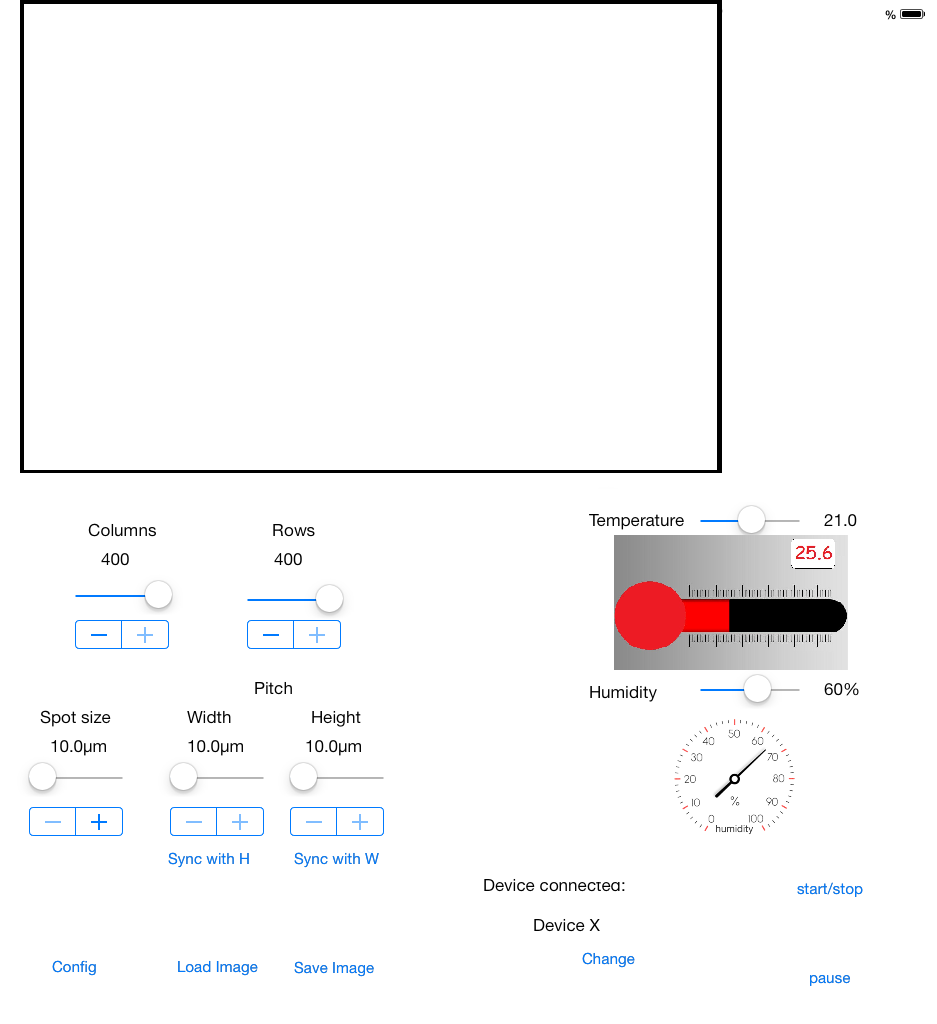 %
Columns
Rows
400
400
Temperature
21.0
25.6
Humidity
60%
Pitch
Spot size
Width
Height
10.0µm
10.0µm
10.0µm
0
10
20
30
40
50
60
70
80
90
100
%
humidity
Sync with H
Sync with W
Device connected:
start/stop
Device X
Change
Config
Load Image
Save Image
pause